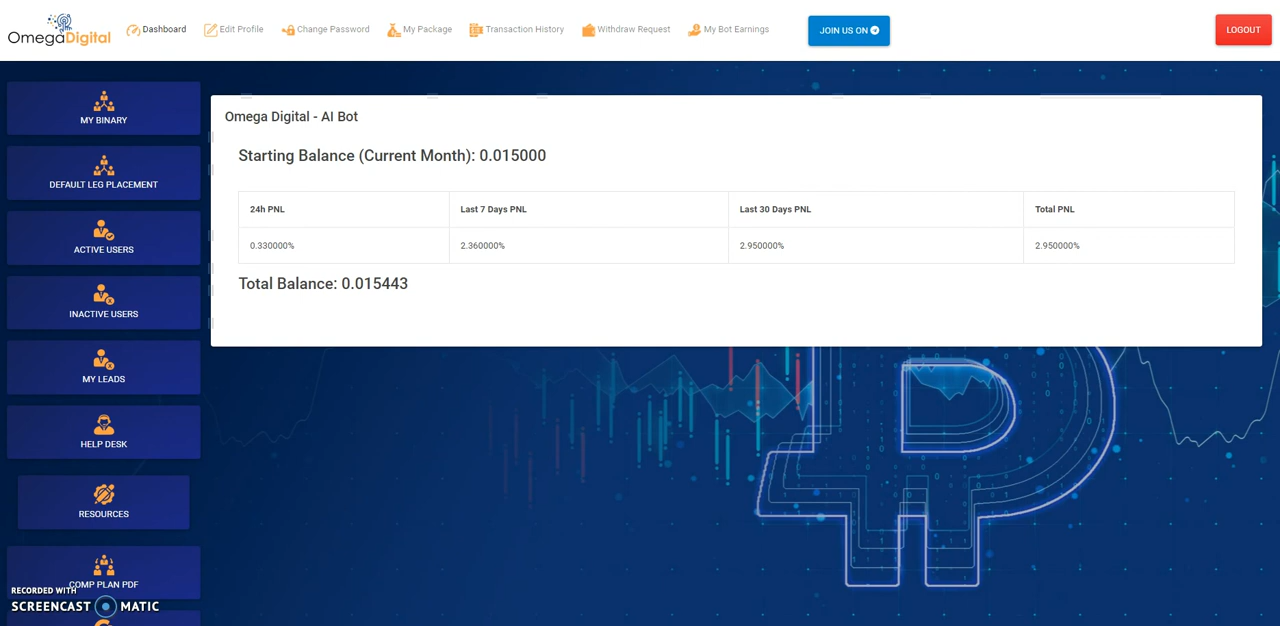 OmegaDigital
Dashboard
Edit Profile
Change Password
My Package
Transaction History
Withdraw Request
My Bot Earnings
JOIN US ON
LOGOUT
MY BINARY
DEFAULT LEG PLACEMENT
ACTIVE USERS
INACTIVE USERS
MY LEADS
HELP DESK
RESOURCES
COMP PLAN PDF
Omega Digital - AI Bot
Starting Balance (Current Month): 0.015000
24h PNL Last 7 Days PNL Last 30 Days PNL Total PNL
0.330000% 2.360000% 2.950000% 2.950000%
Total Balance: 0.015443
RECORDED WITH
SCREENCAST MATIC